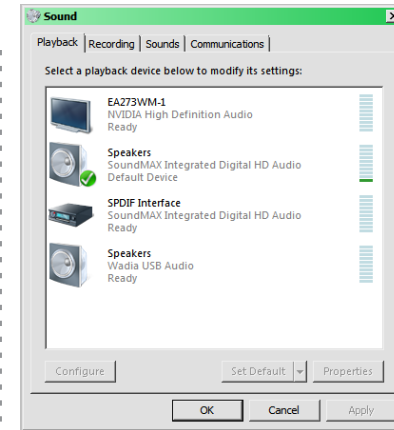 Sound
Playback Recording Sounds Communications
Select a playback device below to modify its settings:
EA273WM-1
NVIDIA High Definition Audio
Ready
Speakers
SoundMAX Integrated Digital HD Audio
Default Device
SPDIF Interface
SoundMAX Integrated Digital HD Audio
Ready
Speakers
Wadia USB Audio
Ready
Configure Set Default Properties
OK Cancel Apply